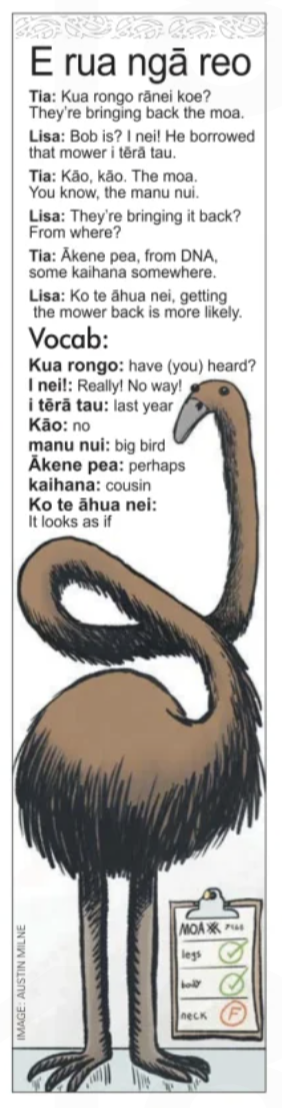 E rua ngā reo
Tia: Kua rongo rānei koe?
They're bringing back the moa.
Lisa: Bob is? I nei! He borrowed
that mower i tērā tau.
Tia: Kāo, kāo. The moa.
You know, the manu nui.
Lisa: They're bringing it back?
From where?
Tia: Ākene pea, from DNA,
some kaihana somewhere.
Lisa: Ko te āhua nei, getting
the mower back is more likely.
Vocab:
Kua rongo: have (you) heard?
I nei!: Really! No way!
i tērā tau: last year
Kāo: no
manu nui: big bird
Ākene pea: perhaps
kaihana: cousin
Ko te āhua nei:
It looks as if
MOA
legs
body
neck F
IMAGE: AUSTIN MILNE